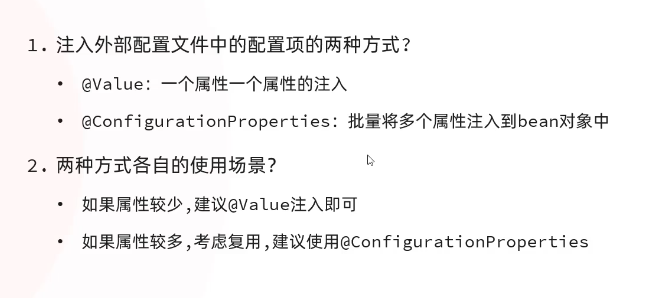 1. 注入外部配置文件中的配置项的两种方式?
• @Value: 一个属性一个属性的注入
• @ConfigurationProperties: 批量将多个属性注入到bean对象中
2. 两种方式各自的使用场景?
• 如果属性较少,建议@Value注入即可
• 如果属性较多,考虑复用,建议使用@ConfigurationProperties